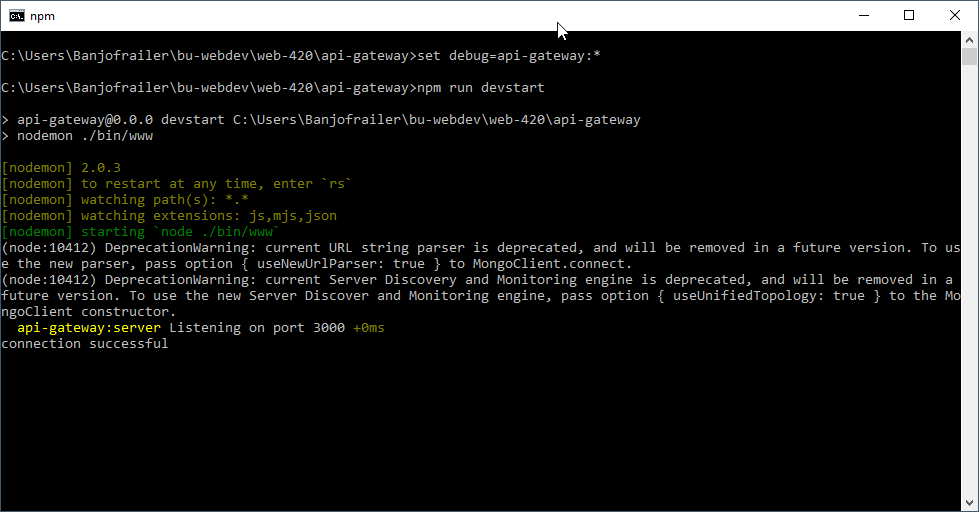 npm
C:\Users\Banjofrailer\bu-webdev\web-420\api-gateway>set debug=api-gateway:*
C:\Users\Banjofrailer\bu-webdev\web-420\api-gateway>npm run devstart
> api-gateway@0.0.0 devstart C:\Users\Banjofrailer\bu-webdev\web-420\api-gateway
> nodemon ./bin/www
[nodemon] 2.0.3
[nodemon] to restart at any time, enter `rs`
[nodemon] watching path(s): *.*
[nodemon] watching extensions: js,mjs,json
[nodemon] starting `node ./bin/www`
(node:10412) DeprecationWarning: current URL string parser is deprecated, and will be removed in a future version. To us
e the new parser, pass option { useNewUrlParser: true } to MongoClient.connect.
(node:10412) DeprecationWarning: current Server Discovery and Monitoring engine is deprecated, and will be removed in a
future version. To use the new Server Discover and Monitoring engine, pass option { useUnifiedTopology: true } to the Mo
ngoClient constructor.
api-gateway:server Listening on port 3000 +0ms
connection successful